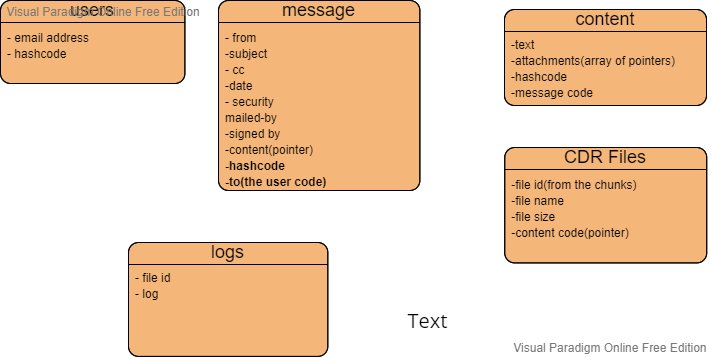 Visual Paradigm Online Free Edition
users
- email address
- hashcode
message
- from
-subject
- cc
-date
- security
mailed-by
-signed by
-content(pointer)
-hashcode
-to(the user code)
content
-text
-attachments(array of pointers)
-hashcode
-message code
CDR Files
-file id(from the chunks)
-file name
-file size
-content code(pointer)
logs
- file id
- log
Text
Visual Paradigm Online Free Edition